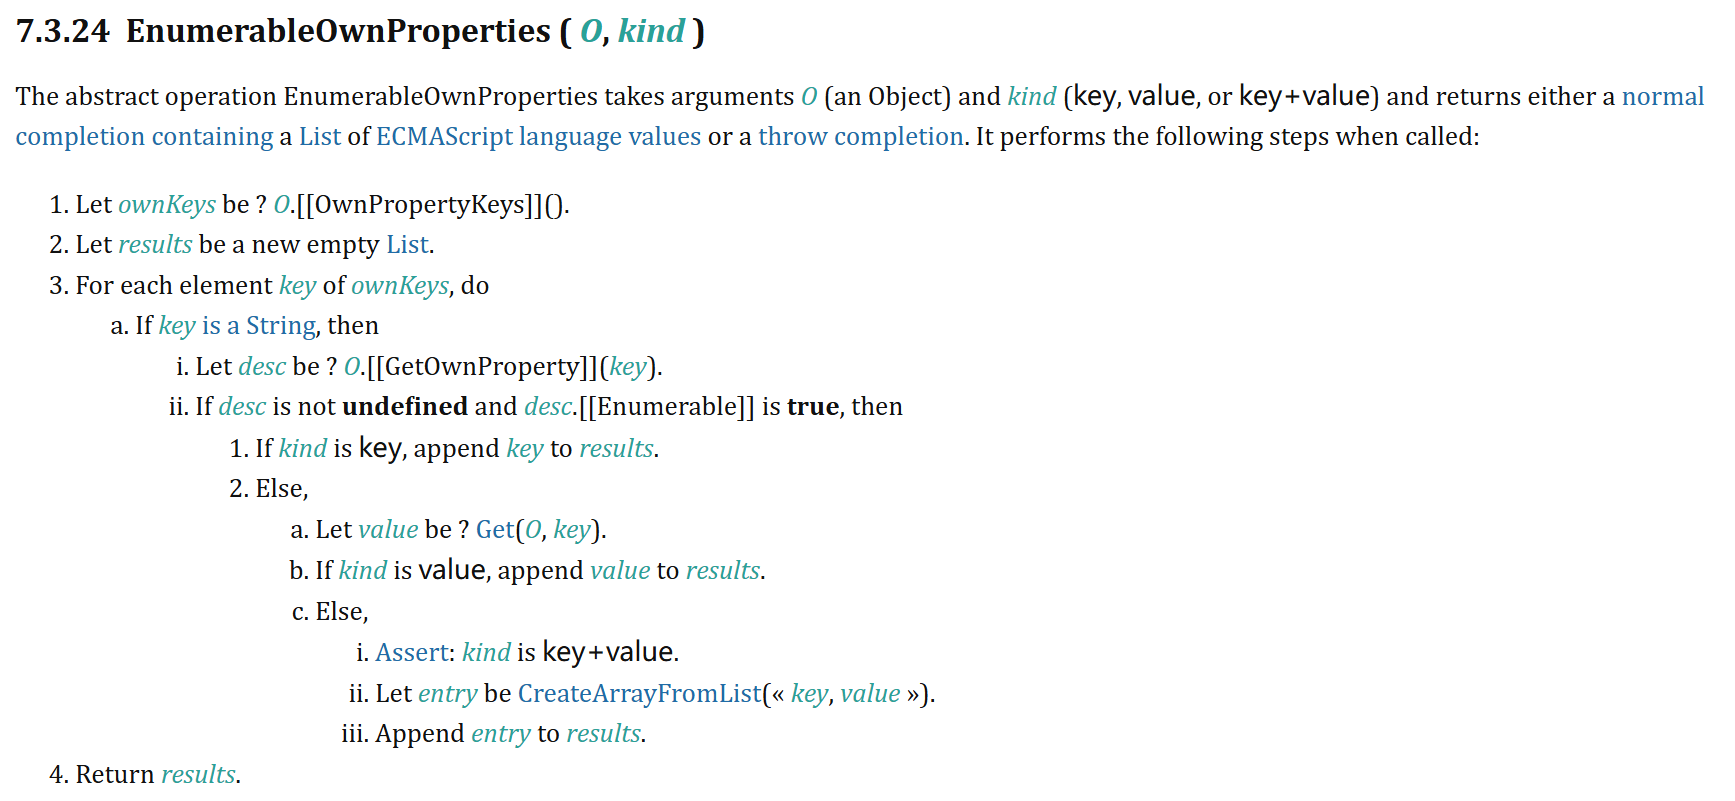 7.3.24 EnumerableOwnProperties ( O, kind )
The abstract operation EnumerableOwnProperties takes arguments O (an Object) and kind (key, value, or key+value) and returns either a normal
completion containing a List of ECMAScript language values or a throw completion. It performs the following steps when called:
1. Let ownKeys be ? O.[[OwnPropertyKeys]]().
2. Let results be a new empty List.
3. For each element key of ownKeys, do
a. If key is a String, then
i. Let desc be ? O.[[GetOwnProperty]](key).
ii. If desc is not undefined and desc.[[Enumerable]] is true, then
1. If kind is key, append key to results.
2. Else,
a. Let value be ? Get(O, key).
b. If kind is value, append value to results.
c. Else,
i. Assert: kind is key+value.
ii. Let entry be CreateArrayFromList(« key, value »).
iii. Append entry to results.
4. Return results.